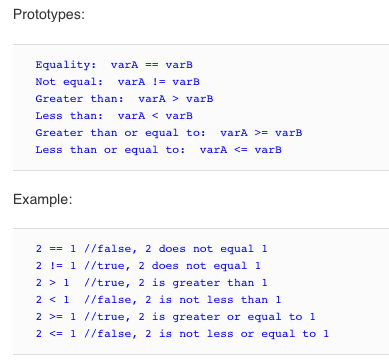 Prototypes:
Equality:  varA == varB
Not equal:  varA != varB
Greater than:  varA > varB
Less than:  varA < varB
Greater than or equal to:  varA >= varB
Less than or equal to:  varA <= varB
Example:
2 == 1 //false, 2 does not equal 1
2 != 1 //true, 2 does not equal 1
2 > 1  //true, 2 is greater than 1
2 < 1  //false, 2 is not less than 1
2 >= 1 //true, 2 is greater or equal to 1
2 <= 1 //false, 2 is not less or equal to 1